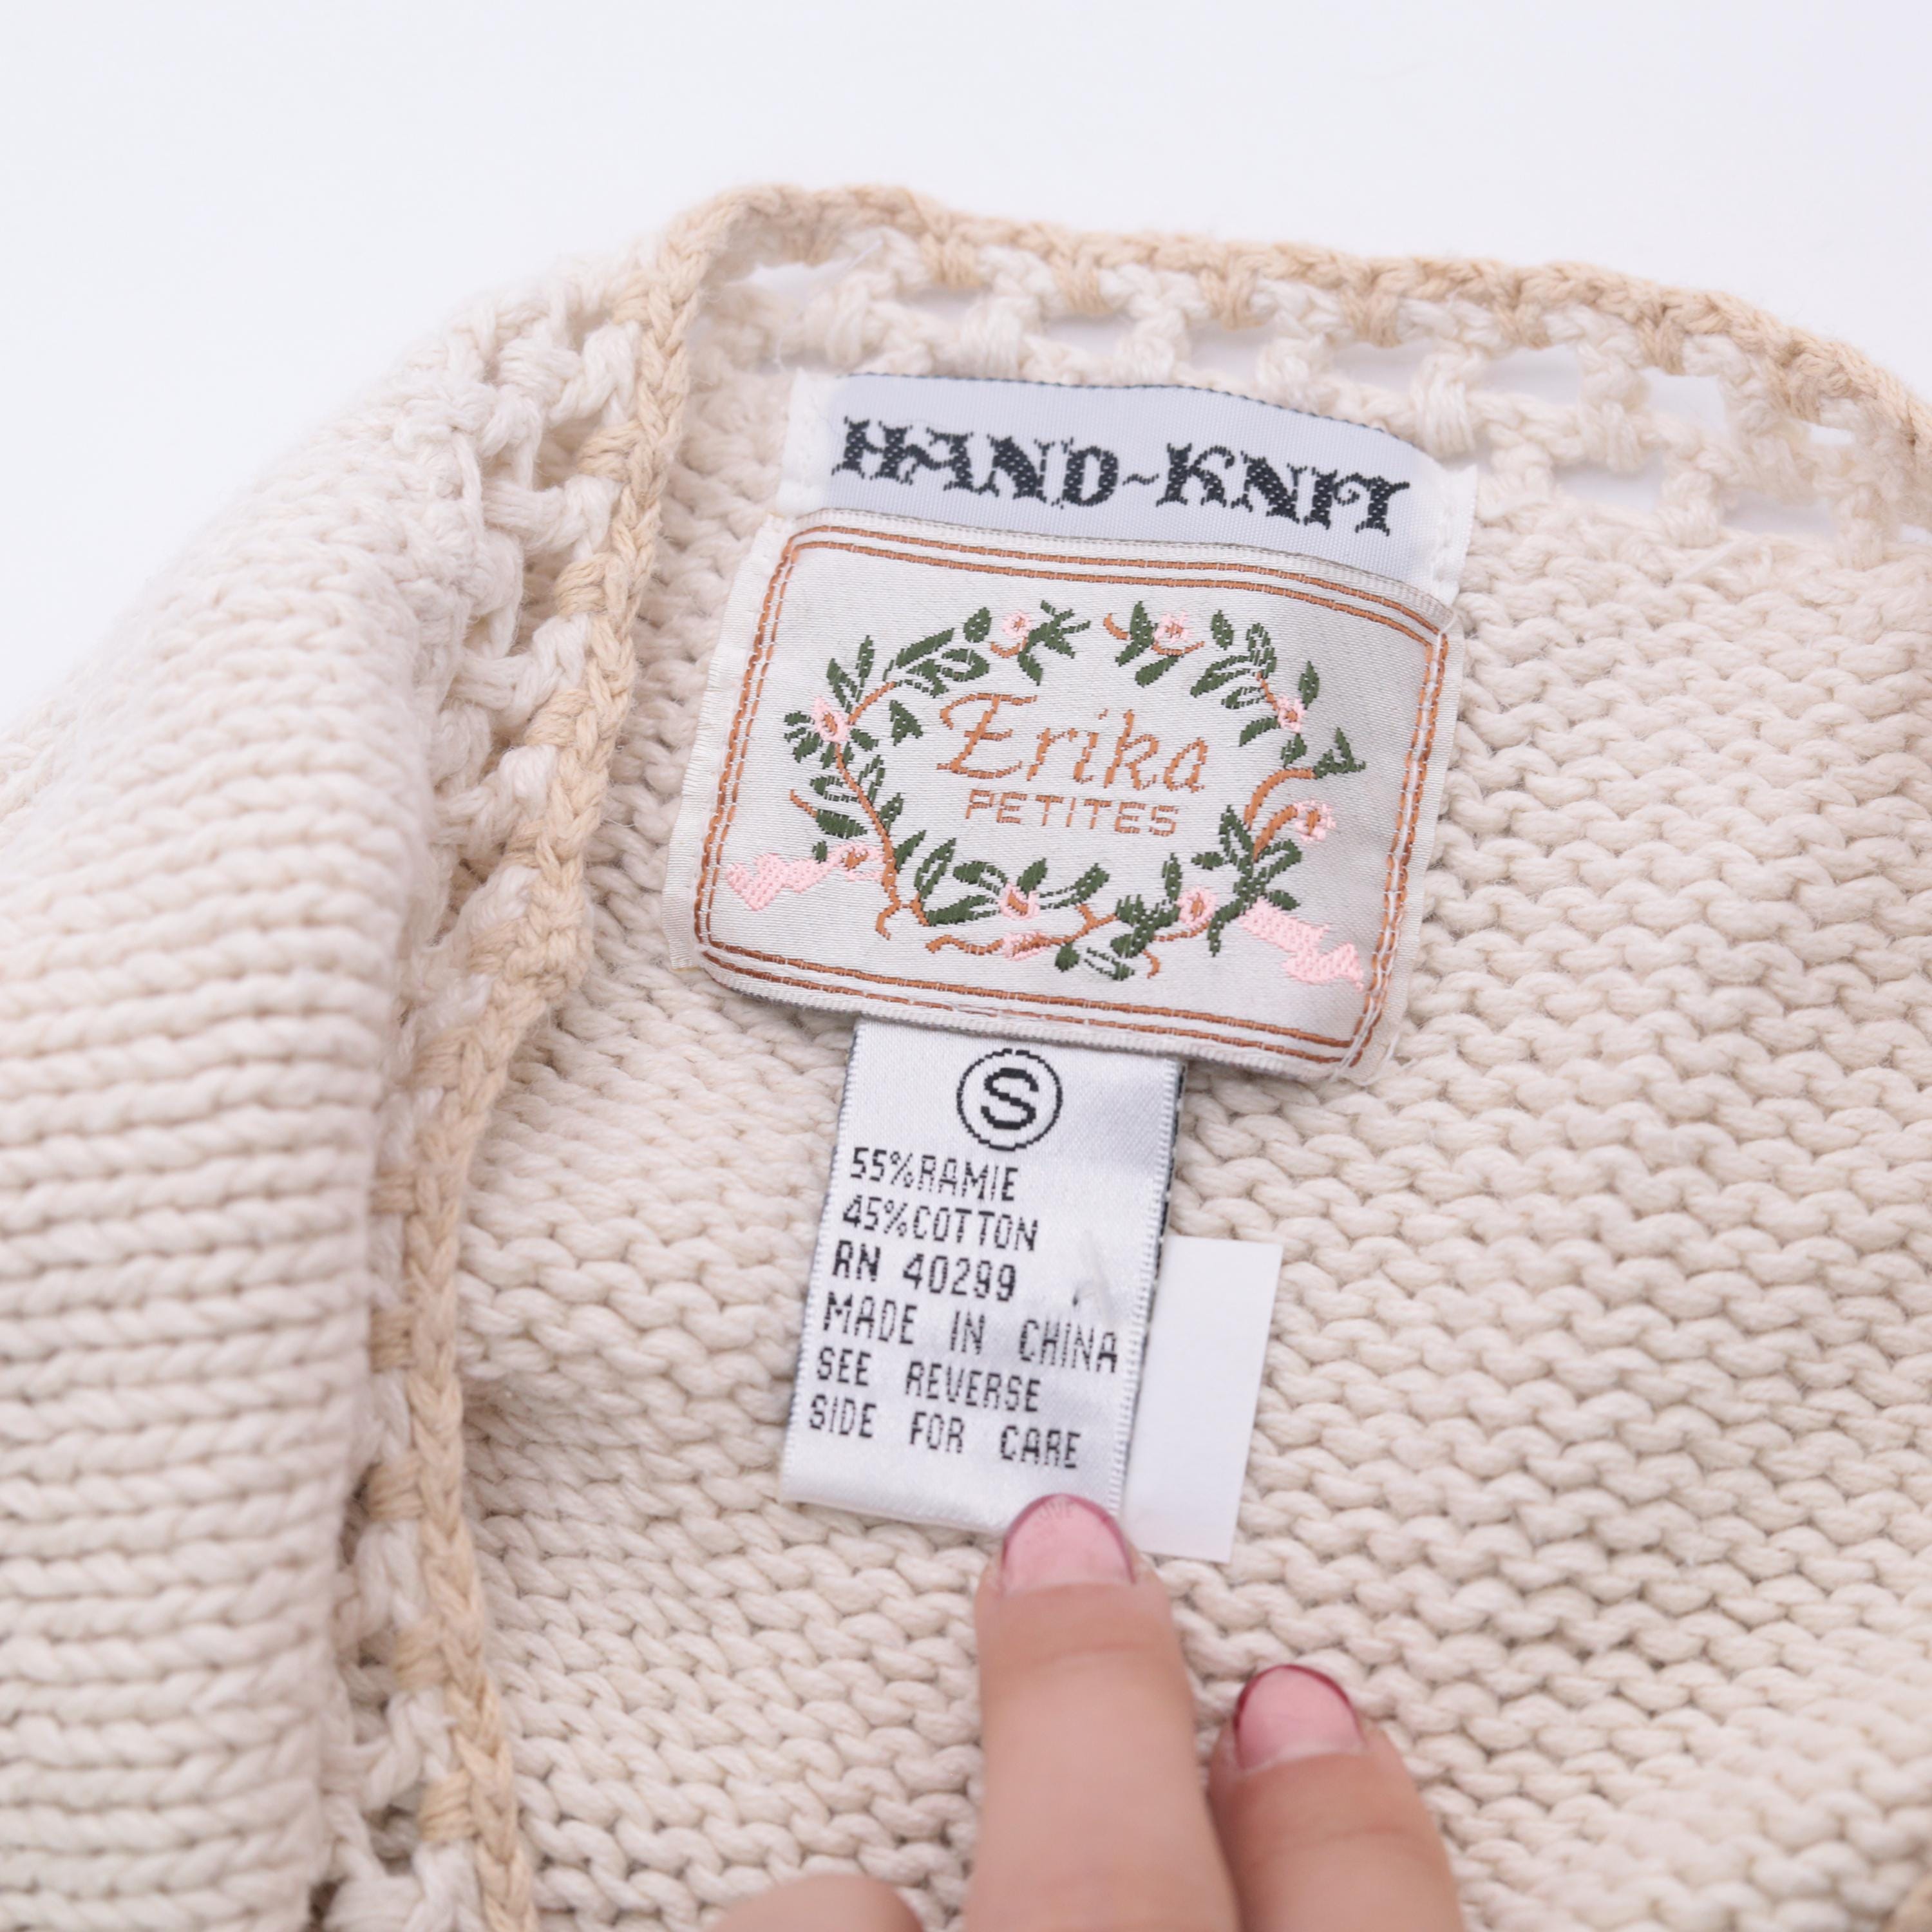 HAND-KNIT
Erika
PETITES
S
55%RAMIE
45%COTTON
RN 40299
MADE IN CHINA
SEE REVERSE
SIDE FOR CARE